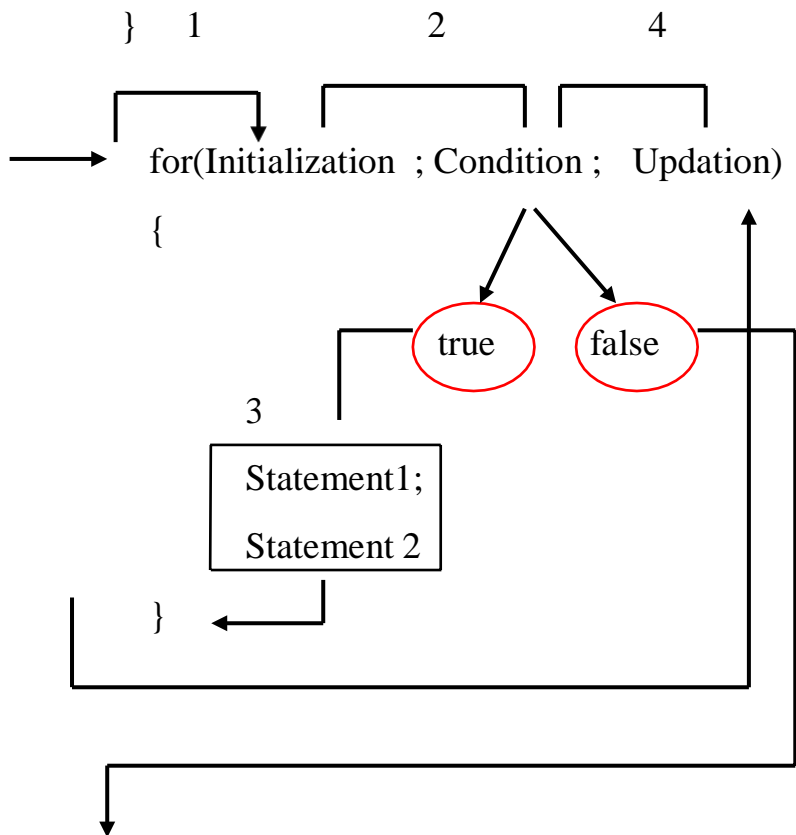 } 1 2 4
for(Initialization ; Condition ; Updation)
{
true false
3
Statement1;
Statement 2
}